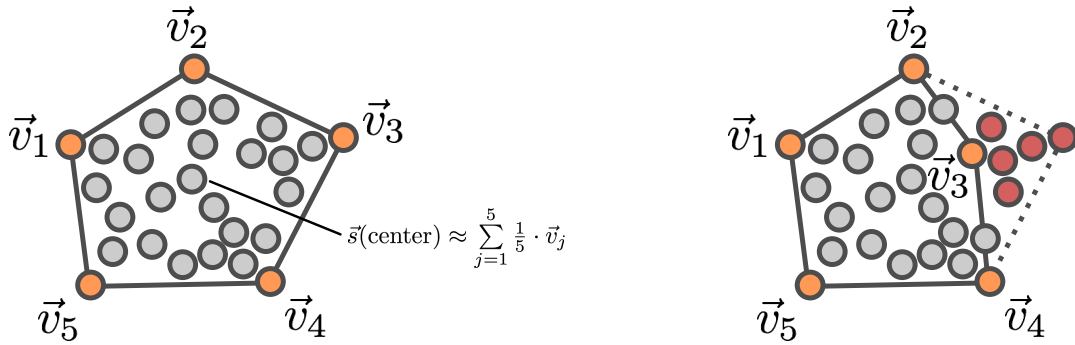 v⃗₂
v⃗₁
v⃗₃
s⃗(center) ≈ ∑_{j=1}^{5} 1/5 · v⃗ⱼ
v⃗₅
v⃗₄
v⃗₂
v⃗₁
v⃗₃
v⃗₅
v⃗₄